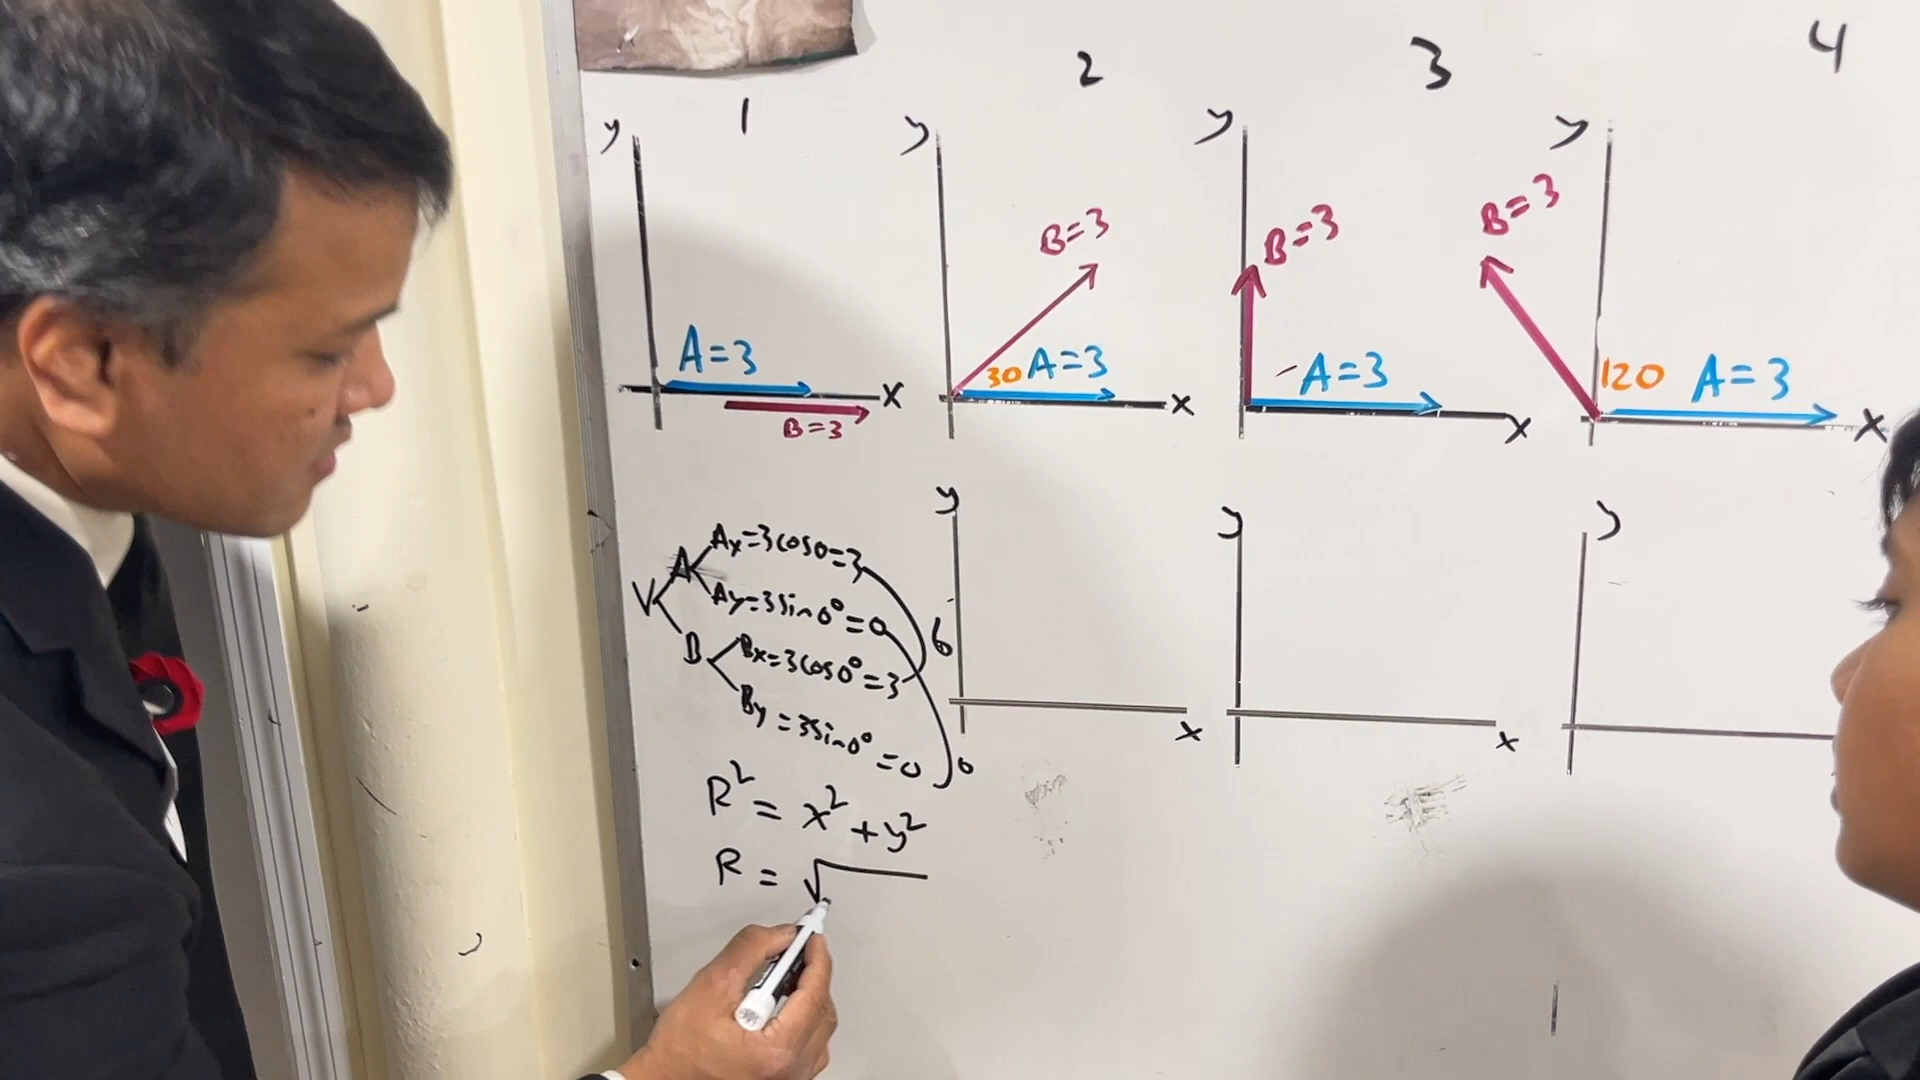 1
2
3
4
y
y
y
y
A=3
B=3
x
B=3
30
A=3
x
B=3
-A=3
x
B=3
120
A=3
x
V
A
Ax=3cos0=3
Ay=3sin0°=0
B
Bx=3cos0°=3
By=3sin0°=0
6
0
R²=x²+y²
R=√
y
x
y
x
y